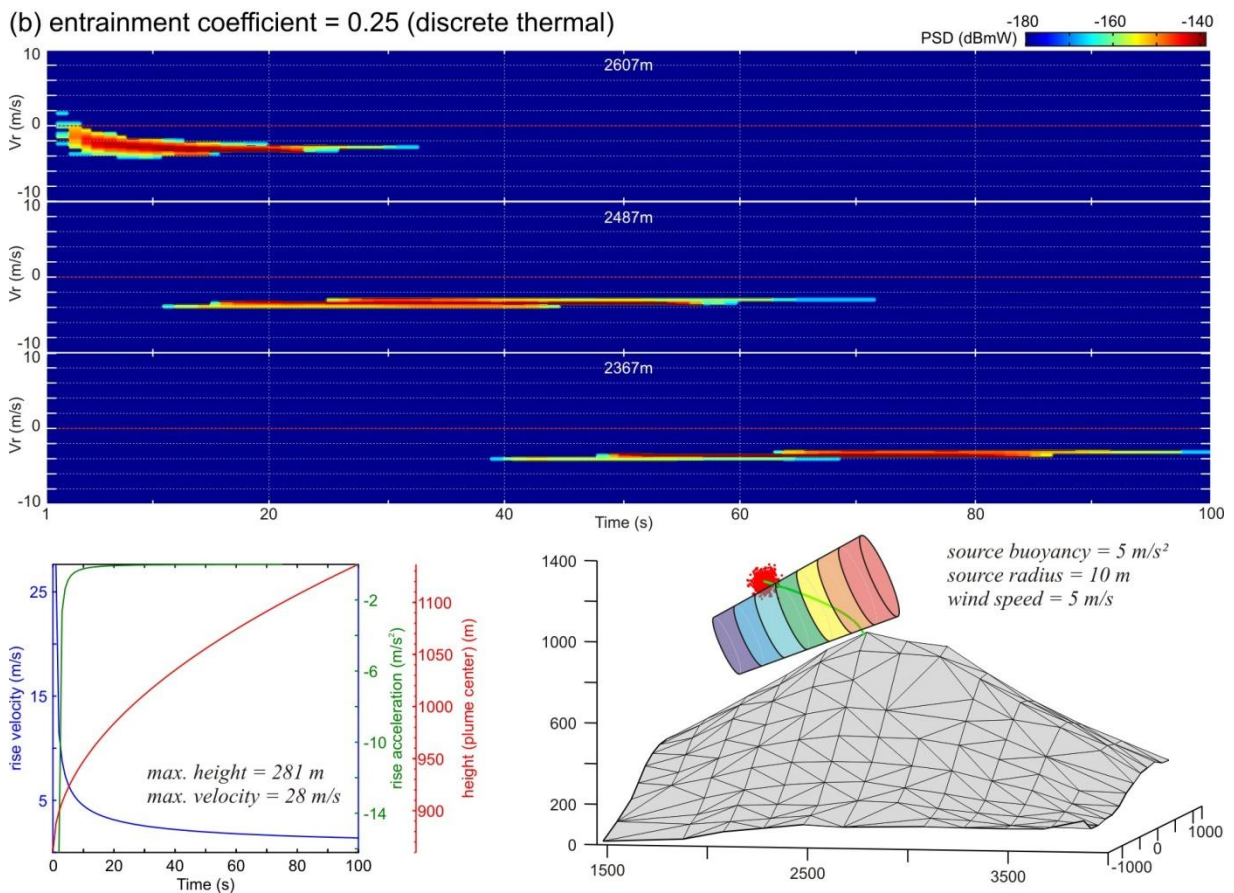 (b) entrainment coefficient = 0.25 (discrete thermal)
PSD (dBmW)
-180 -160 -140
2607m
Vr (m/s)
10
0
-10
2487m
Vr (m/s)
10
0
-10
2367m
Vr (m/s)
10
0
-10
1 20 40 60 80 100
Time (s)
rise velocity (m/s)
25
15
5
rise acceleration (m/s²)
-2
-6
-10
-14
height (plume center) (m)
1100
1050
1000
950
900
max. height = 281 m
max. velocity = 28 m/s
0 20 40 60 80 100
Time (s)
source buoyancy = 5 m/s²
source radius = 10 m
wind speed = 5 m/s
1400
1200
1000
600
400
200
0
1500 2500 3500
-1000 0 1000